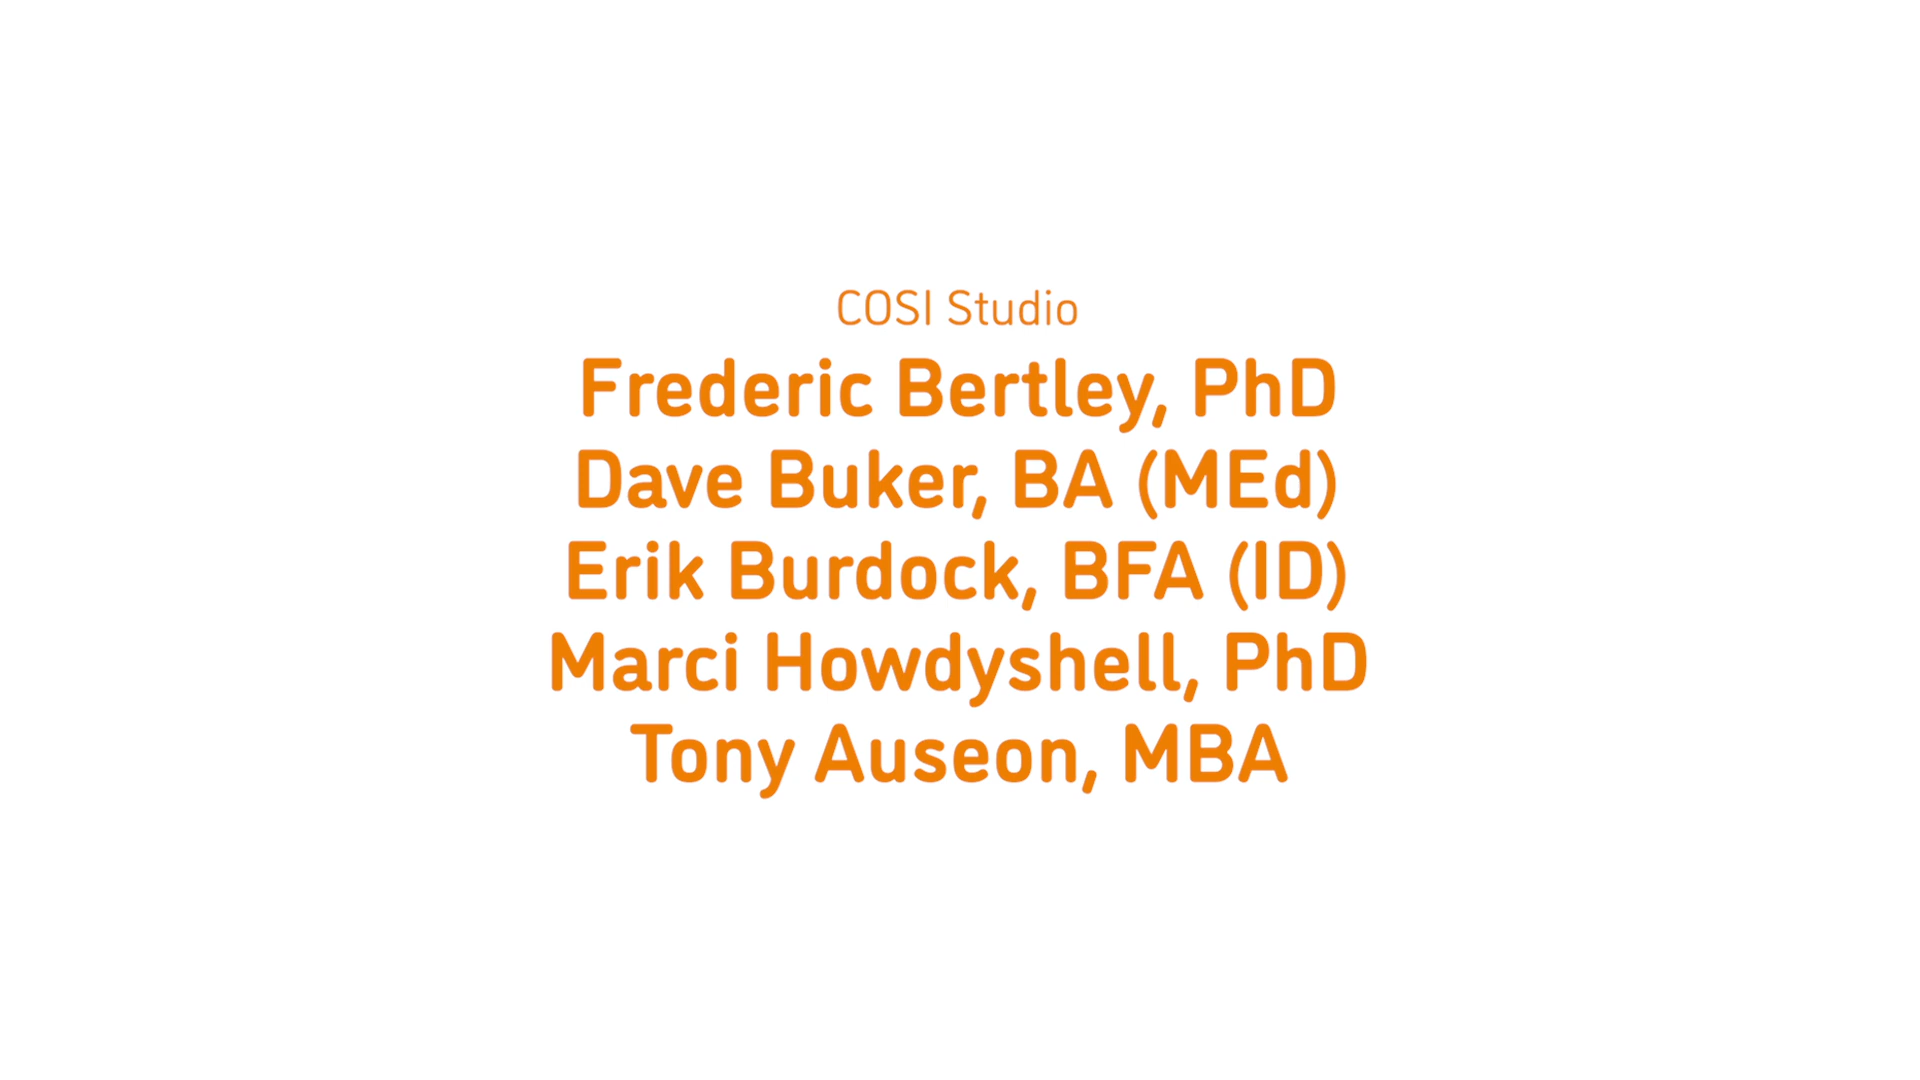 COSI Studio
Frederic Bertley, PhD
Dave Buker, BA (MEd)
Erik Burdock, BFA (ID)
Marci Howdyshell, PhD
Tony Auseon, MBA